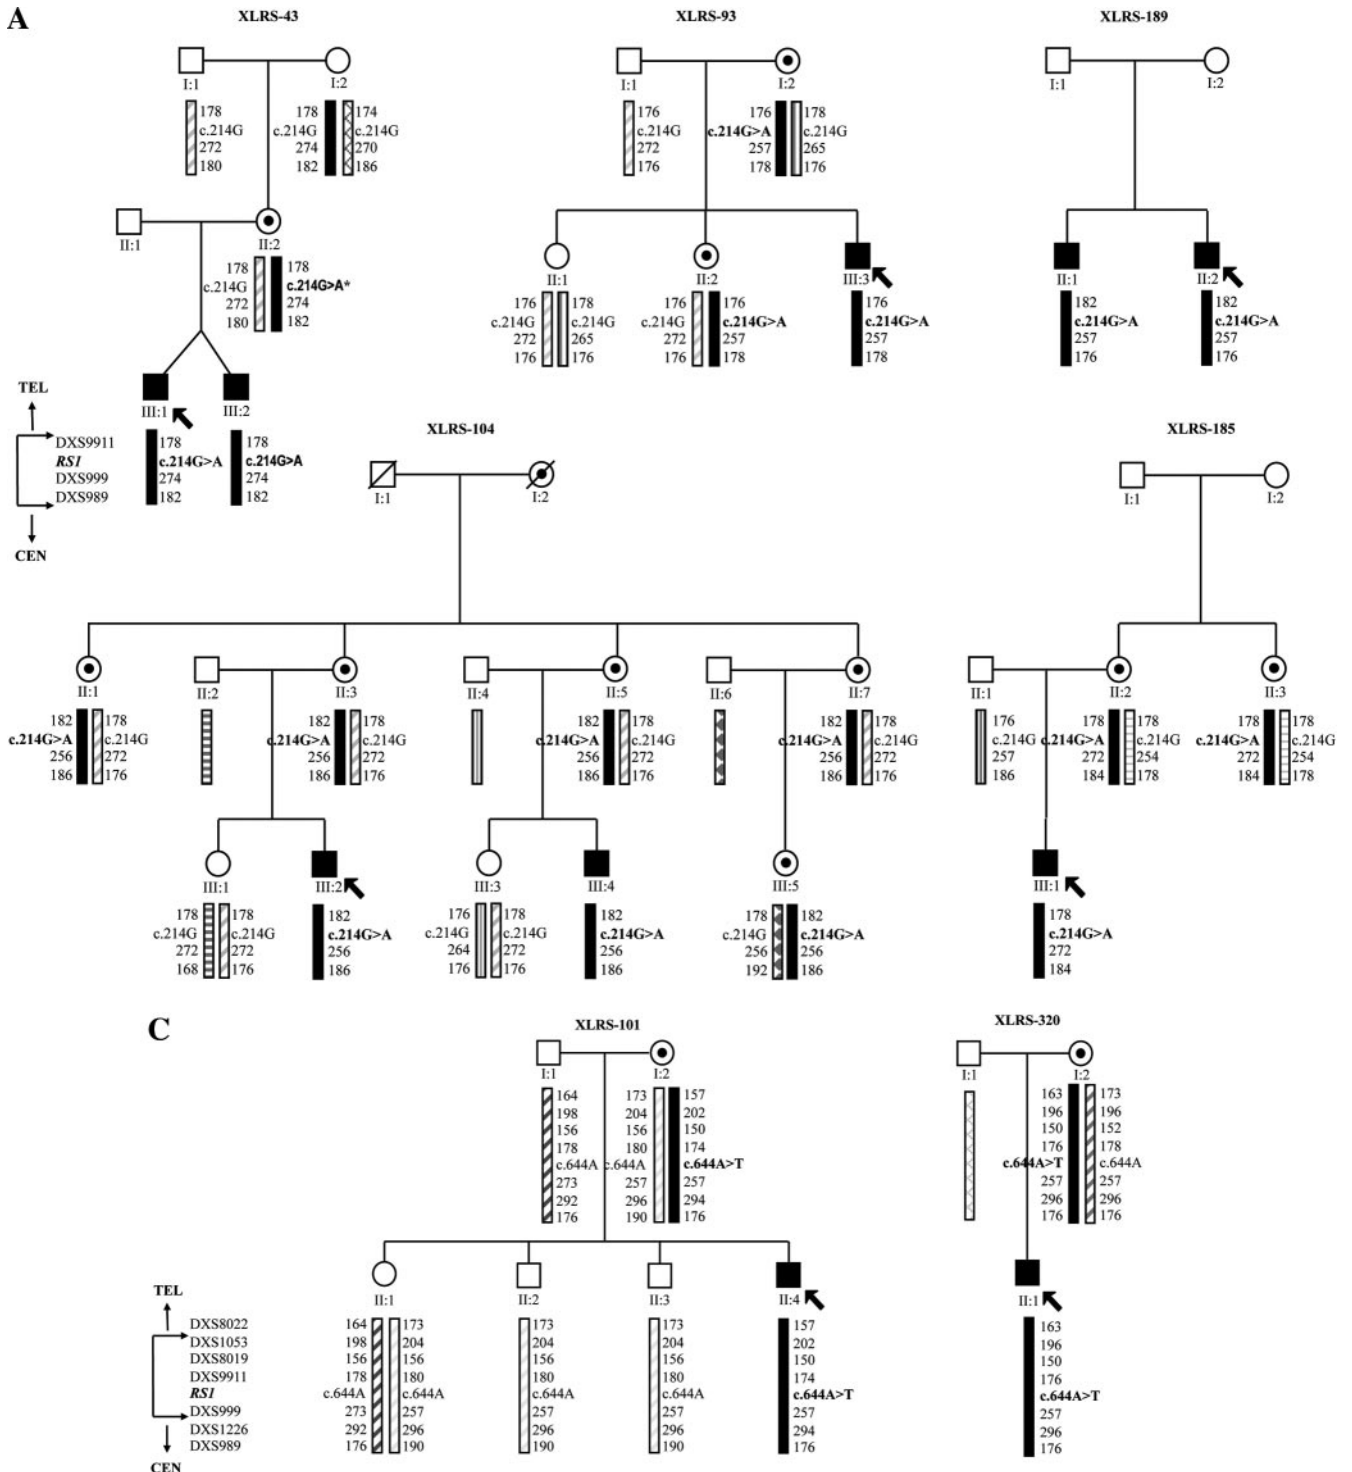 A
XLRS-43
XLRS-93
XLRS-189
I:1
I:2
I:1
I:2
I:1
I:2
178
c.214G
272
180
178
c.214G
274
182
174
c.214G
270
186
176
c.214G
272
176
176
c.214G>A
257
178
178
c.214G
265
176
II:1
II:2
178
c.214G
272
180
178
c.214G>A*
274
182
II:1
176
c.214G
272
176
178
c.214G
265
176
II:2
176
c.214G
272
176
176
c.214G>A
257
178
III:3
176
c.214G>A
257
178
II:1
182
c.214G>A
257
176
II:2
182
c.214G>A
257
176
TEL
DXS9911
RS1
DXS999
DXS989
CEN
III:1
178
c.214G>A
274
182
III:2
178
c.214G>A
274
182
XLRS-104
I:1
I:2
II:1
182
c.214G>A
256
186
178
c.214G
272
176
II:2
II:3
182
c.214G>A
256
186
178
c.214G
272
176
II:4
II:5
182
c.214G>A
256
186
178
c.214G
272
176
II:6
II:7
182
c.214G>A
256
186
178
c.214G
272
176
III:1
178
c.214G
272
168
178
c.214G
272
176
III:2
182
c.214G>A
256
186
III:3
176
c.214G
264
176
178
c.214G
272
176
III:4
182
c.214G>A
256
186
III:5
178
c.214G
256
192
182
c.214G>A
256
186
XLRS-185
I:1
I:2
II:1
176
c.214G
257
186
II:2
178
c.214G>A
272
184
178
c.214G
254
178
II:3
178
c.214G>A
272
184
178
c.214G
254
178
III:1
178
c.214G>A
272
184
C
XLRS-101
I:1
164
198
156
178
c.644A
273
292
176
I:2
173
204
156
180
c.644A
257
296
190
157
202
150
174
c.644A>T
257
294
176
TEL
DXS8022
DXS1053
DXS8019
DXS9911
RS1
DXS999
DXS1226
DXS989
CEN
II:1
164
198
156
178
c.644A
273
292
176
173
204
156
180
c.644A
257
296
190
II:2
173
204
156
180
c.644A
257
296
190
II:3
173
204
156
180
c.644A
257
296
190
II:4
157
202
150
174
c.644A>T
257
294
176
XLRS-320
I:1
I:2
163
196
150
176
c.644A>T
257
296
176
173
196
152
178
c.644A
257
296
176
II:1
163
196
150
176
c.644A>T
257
296
176